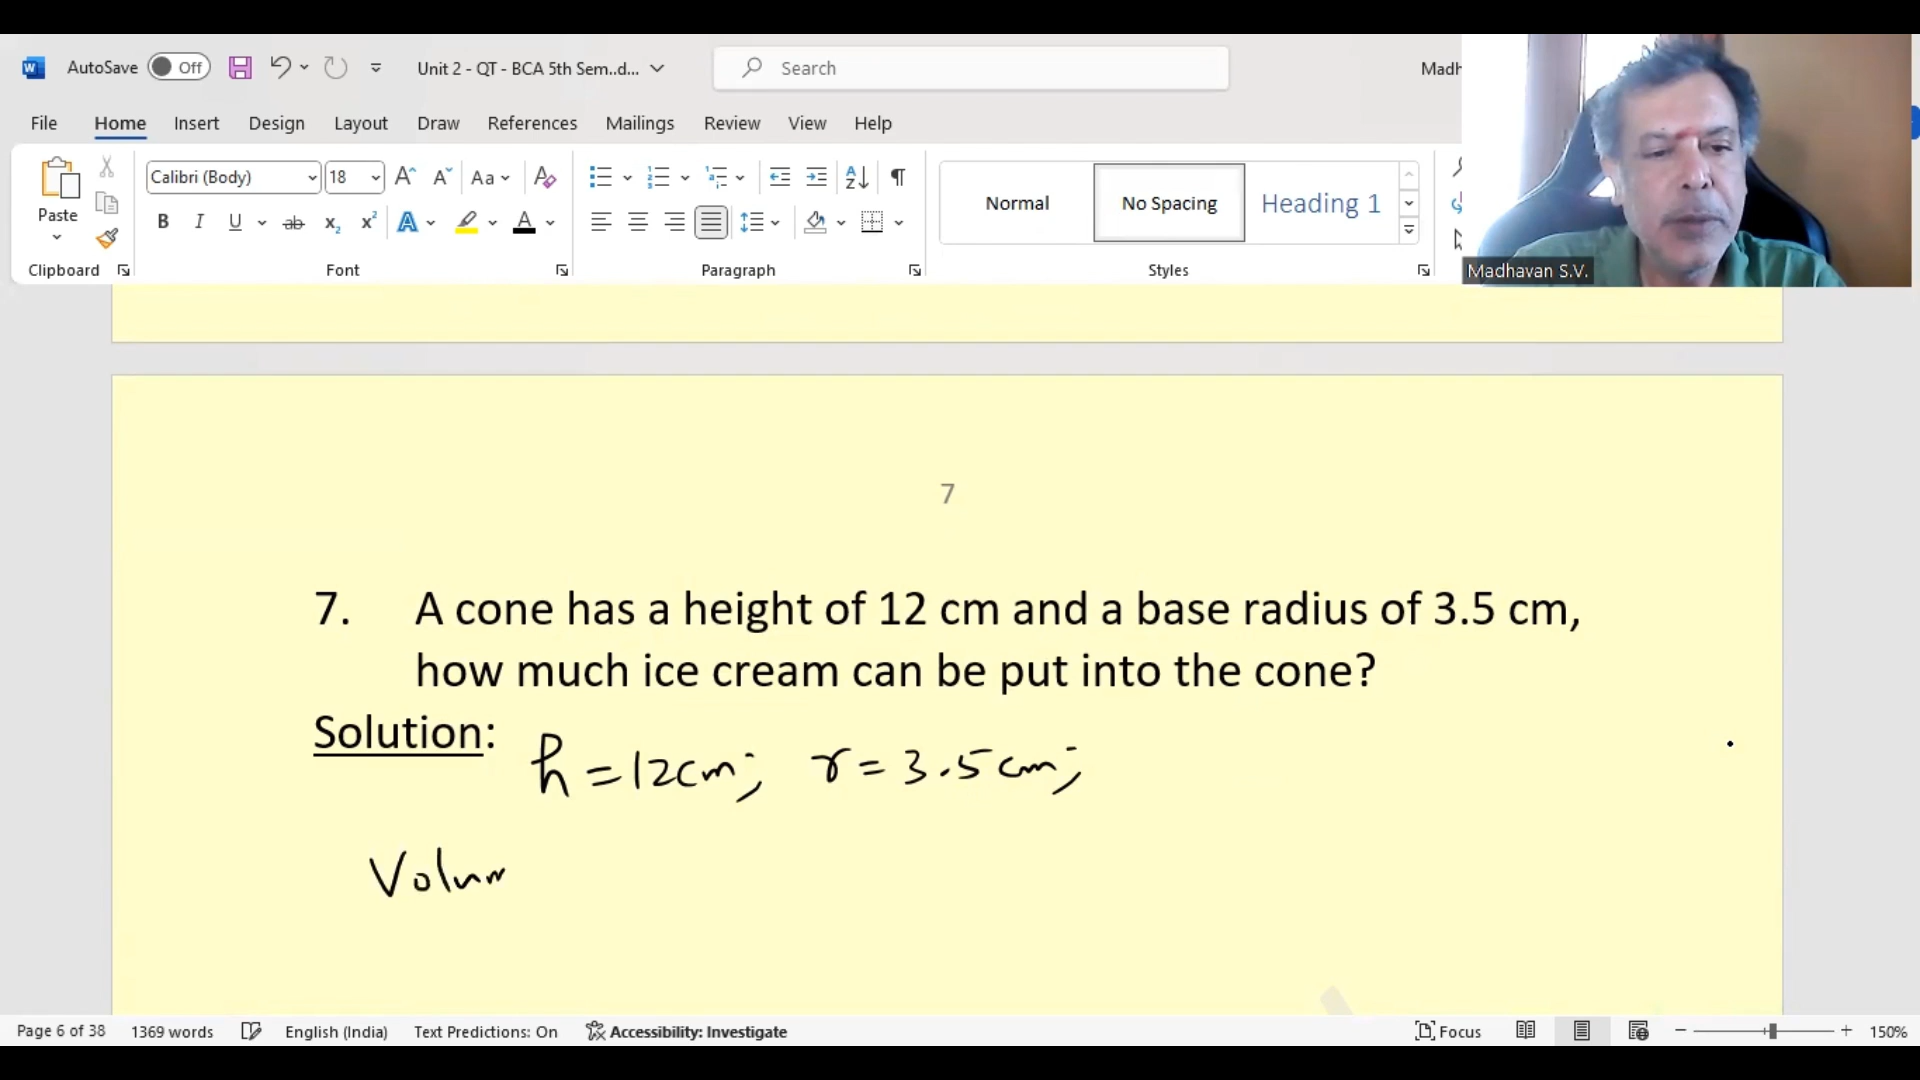 AutoSave Off Unit 2 - QT - BCA 5th Sem..d... Search Madh
File Home Insert Design Layout Draw References Mailings Review View Help
Paste Calibri (Body) 18 Aa Normal No Spacing Heading 1
Clipboard Font Paragraph Styles
Madhavan S.V.
7
7. A cone has a height of 12 cm and a base radius of 3.5 cm,
how much ice cream can be put into the cone?
Solution: h = 12cm; r = 3.5cm;
Volum
Page 6 of 38 1369 words English (India) Text Predictions: On Accessibility: Investigate Focus 150%